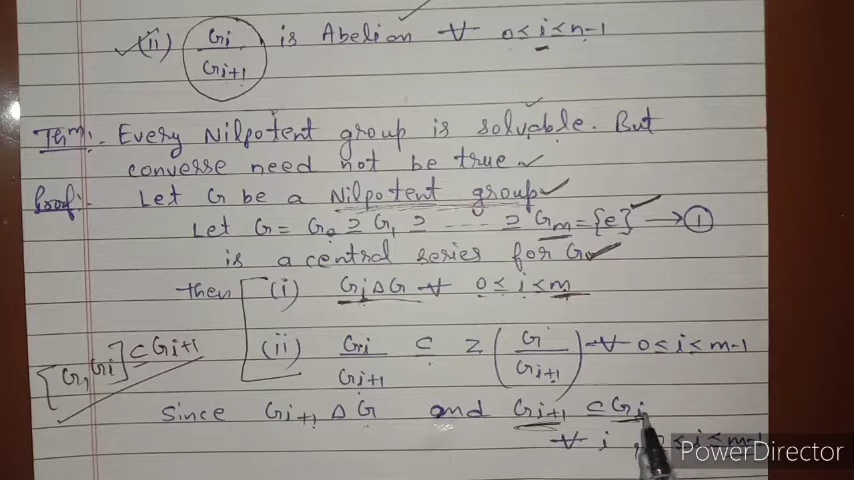 (ii) Gi/Gi+1 is Abelian ∀ 0≤i≤n-1
Thm:- Every Nilpotent group is solvable. But
converse need not be true
Proof:- Let G be a Nilpotent group
Let G = G0 ⊇ G1 ⊇ ---- ⊇ Gm = {e} → ①
is a central series for G
then (i) Gi Δ G ∀ 0≤i≤m
[G, Gi] ⊆ Gi+1 (ii) Gi/Gi+1 ⊂ Z(G/Gi+1) ∀ 0≤i≤m-1
Since Gi+1 Δ G and Gi+1 ⊂ Gi
∀ i, 0≤i≤m-1
PowerDirector